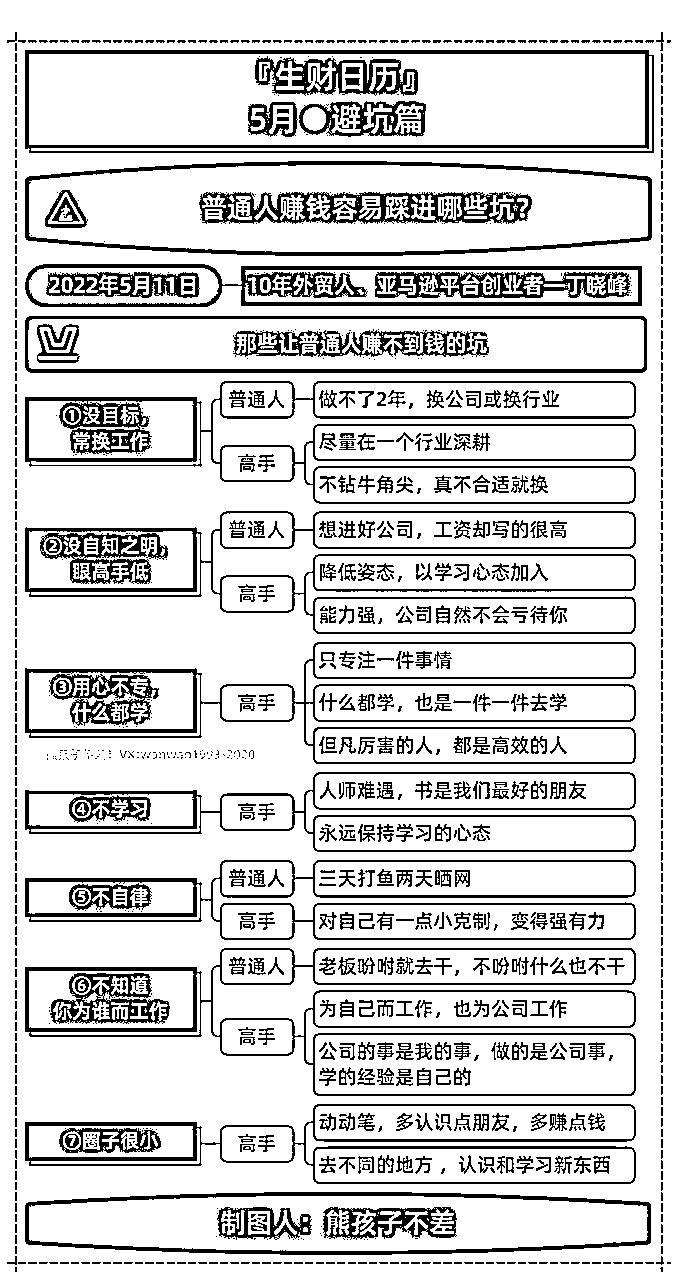 『生财日历』
5月〇避坑篇
普通人赚钱容易踩进哪些坑?
2022年5月11日
10年外贸人、亚马逊平台创业者—丁晓峰
那些让普通人赚不到钱的坑
①没目标,
常换工作
普通人
做不了2年，换公司或换行业
高手
尽量在一个行业深耕
不钻牛角尖，真不合适就换
②没自知之明,
眼高手低
普通人
想进好公司，工资却写的很高
高手
降低姿态，以学习心态加入
能力强，公司自然不会亏待你
③用心不专,
什么都学
高手
只专注一件事情
什么都学，也是一件一件去学
但凡厉害的人，都是高效的人
④不学习
高手
人师难遇，书是我们最好的朋友
永远保持学习的心态
⑤不自律
普通人
三天打鱼两天晒网
高手
对自己有一点小克制，变得强有力
⑥不知道
你为谁而工作
普通人
老板吩咐就去干，不吩咐什么也不干
高手
为自己而工作，也为公司工作
公司的事是我的事，做的是公司事，
学的经验是自己的
⑦圈子很小
高手
动动笔，多认识点朋友，多赚点钱
去不同的地方，认识和学习新东西
制图人：熊孩子不差